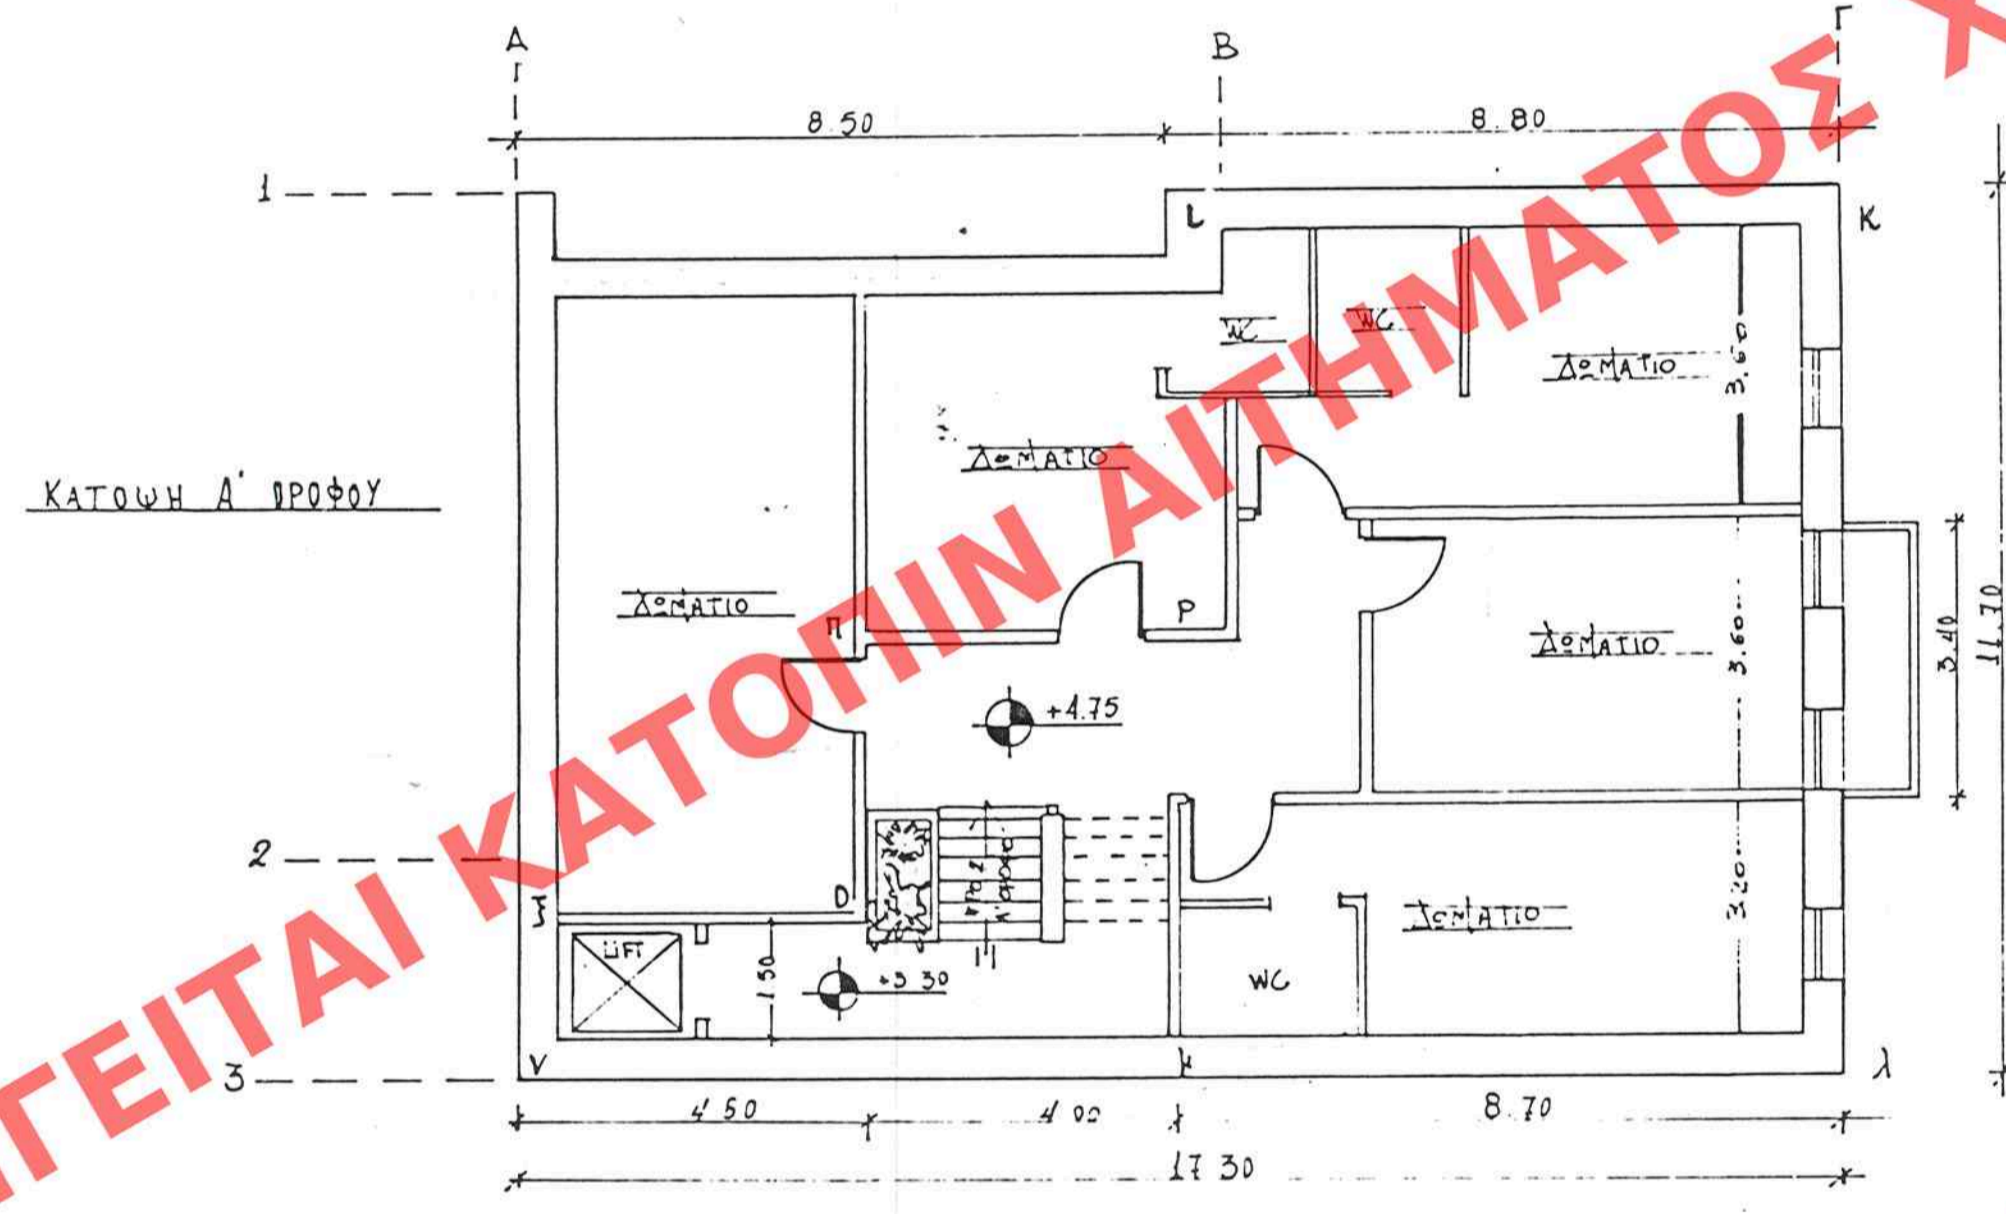 Α
Β
Γ
8.50
8.80
1
L
K
WC
WC
ΔΩΜΑΤΙΟ
3.60
ΔΩΜΑΤΙΟ
ΚΑΤΟΨΗ Α' ΟΡΟΦΟΥ
ΔΩΜΑΤΙΟ
Π
Ρ
ΔΩΜΑΤΙΟ
3.60
3.40
11.70
+4.75
2
Ο
3.20
ΔΩΜΑΤΙΟ
LIFT
1.50
+3.30
WC
3
V
μ
λ
4.50
4.00
8.70
17.30
ΓΕΙΤΑΙ ΚΑΤΟΠΙΝ ΑΙΤΗΜΑΤΟΣ Χ